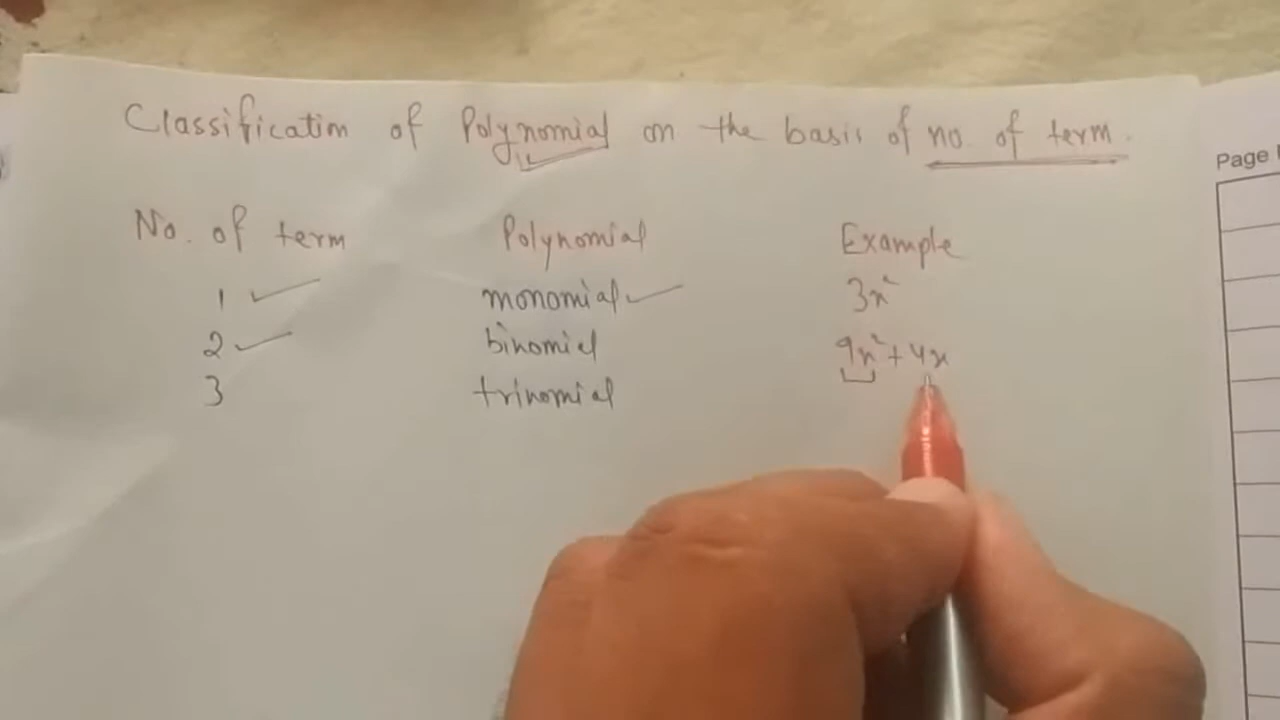 Classification of Polynomial on the basis of no. of term.
Page
No. of term Polynomial Example
1 monomial 3x²
2 binomial 9x² + 4x
3 trinomial